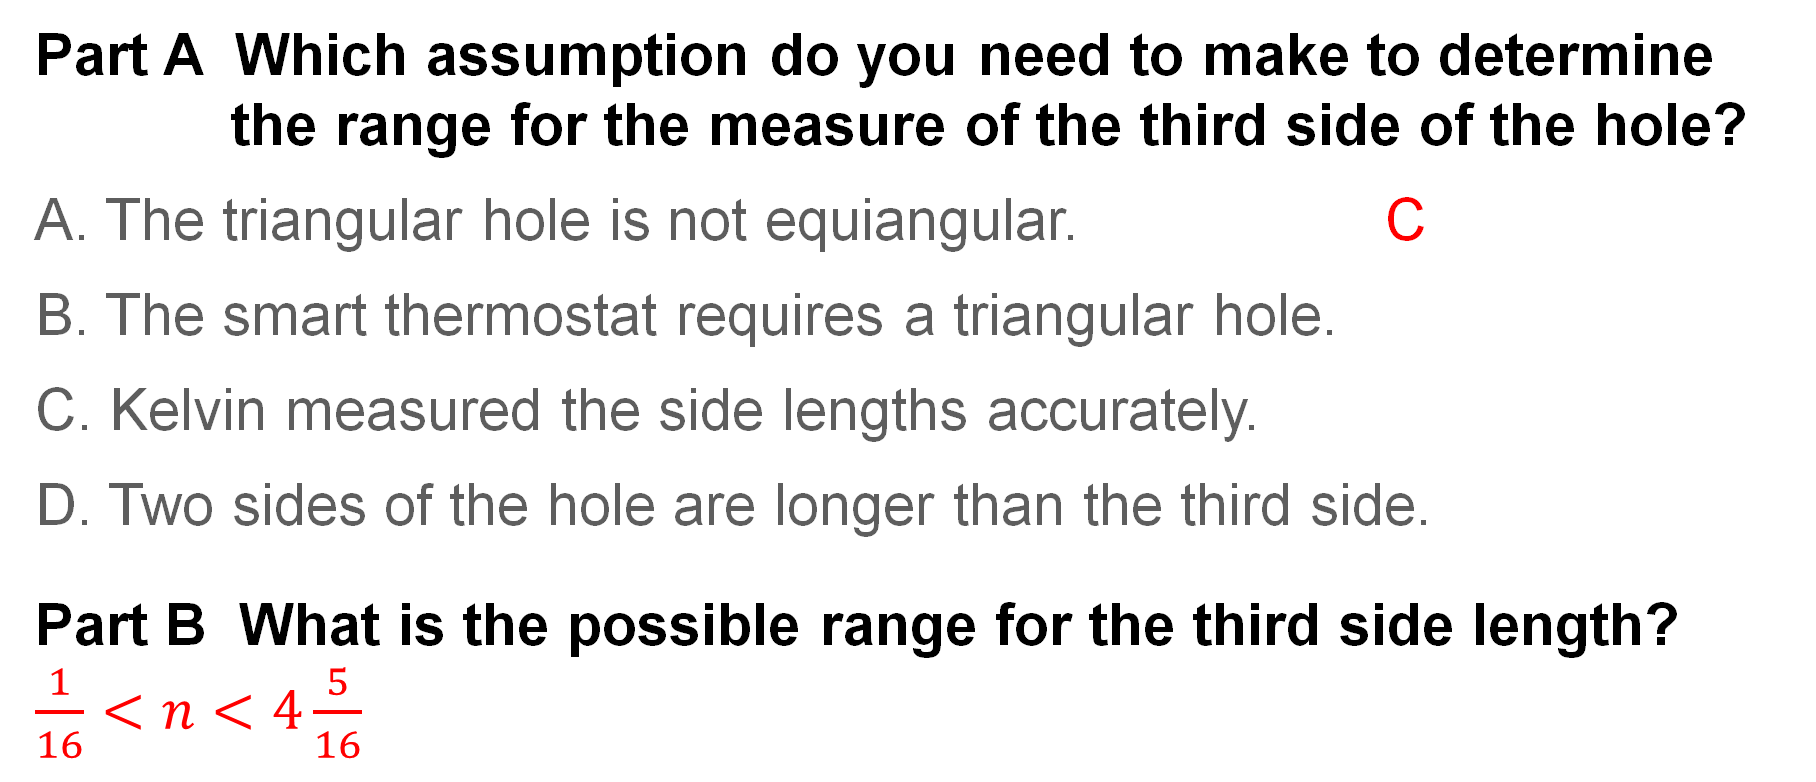 Part A Which assumption do you need to make to determine
the range for the measure of the third side of the hole?
A. The triangular hole is not equiangular. C
B. The smart thermostat requires a triangular hole.
C. Kelvin measured the side lengths accurately.
D. Two sides of the hole are longer than the third side.
Part B What is the possible range for the third side length?
1/16 < n < 4 5/16